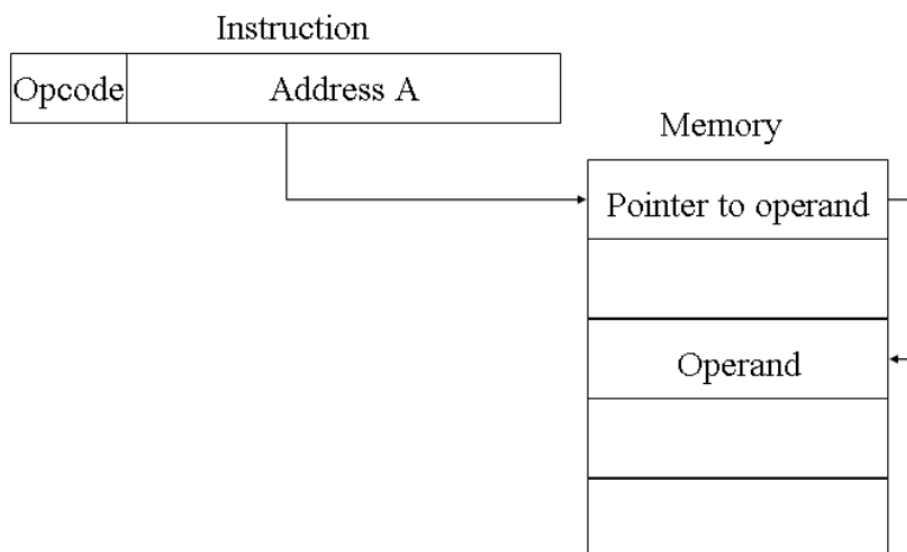 Instruction
Opcode Address A
Memory
Pointer to operand
Operand